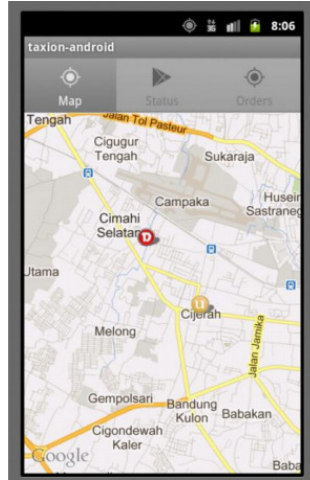 3G
8:06
taxion-android
Map
Status
Orders
Tengah
Jalan Tol Pasteur
Cigugur
Tengah
Sukaraja
Campaka
Husein
Sastraneg
Cimahi
Selatan
D
Utama
U
Cijerah
Melong
Jalan Jamika
Gempolsari
Bandung
Kulon
Babakan
Cigondewah
Kaler
Google
Baba